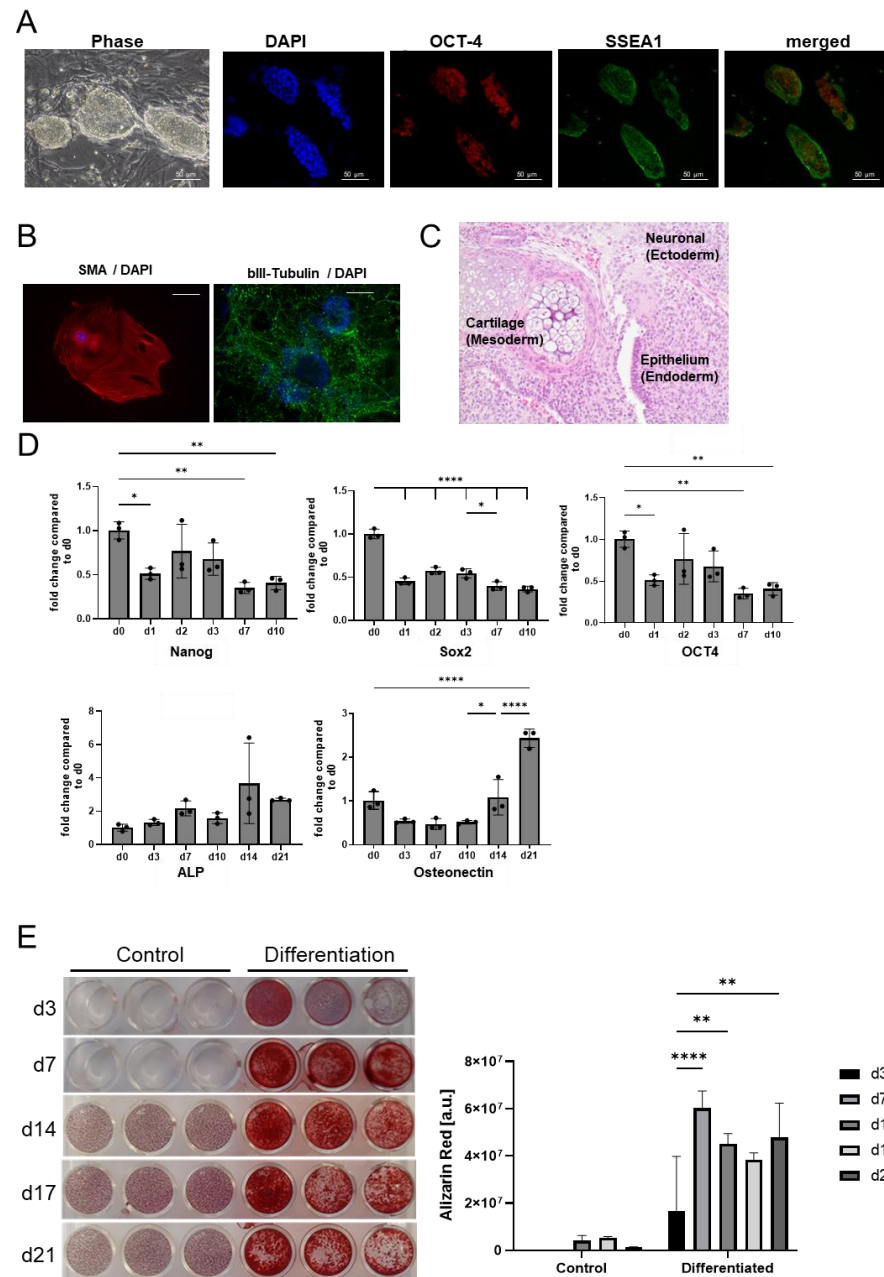 A
Phase
DAPI
OCT-4
SSEA1
merged
50 µm
50 µm
50 µm
50 µm
50 µm
B
SMA / DAPI
bIII-Tubulin / DAPI
C
Neuronal
(Ectoderm)
Cartilage
(Mesoderm)
Epithelium
(Endoderm)
D
fold change compared
to d0
1.5
1.0
0.5
0.0
**
**
*
d0 d1 d2 d3 d7 d10
Nanog
fold change compared
to d0
1.5
1.0
0.5
0.0
****
*
d0 d1 d2 d3 d7 d10
Sox2
fold change compared
to d0
1.5
1.0
0.5
0.0
**
**
*
d0 d1 d2 d3 d7 d10
OCT4
fold change compared
to d0
8
6
4
2
0
d0 d3 d7 d10 d14 d21
ALP
fold change compared
to d0
3
2
1
0
****
* ****
d0 d3 d7 d10 d14 d21
Osteonectin
E
Control Differentiation
d3
d7
d14
d17
d21
Alizarin Red [a.u.]
8×10⁷
6×10⁷
4×10⁷
2×10⁷
0
**
**
****
Control Differentiated
d3
d7
d1
d1
d2